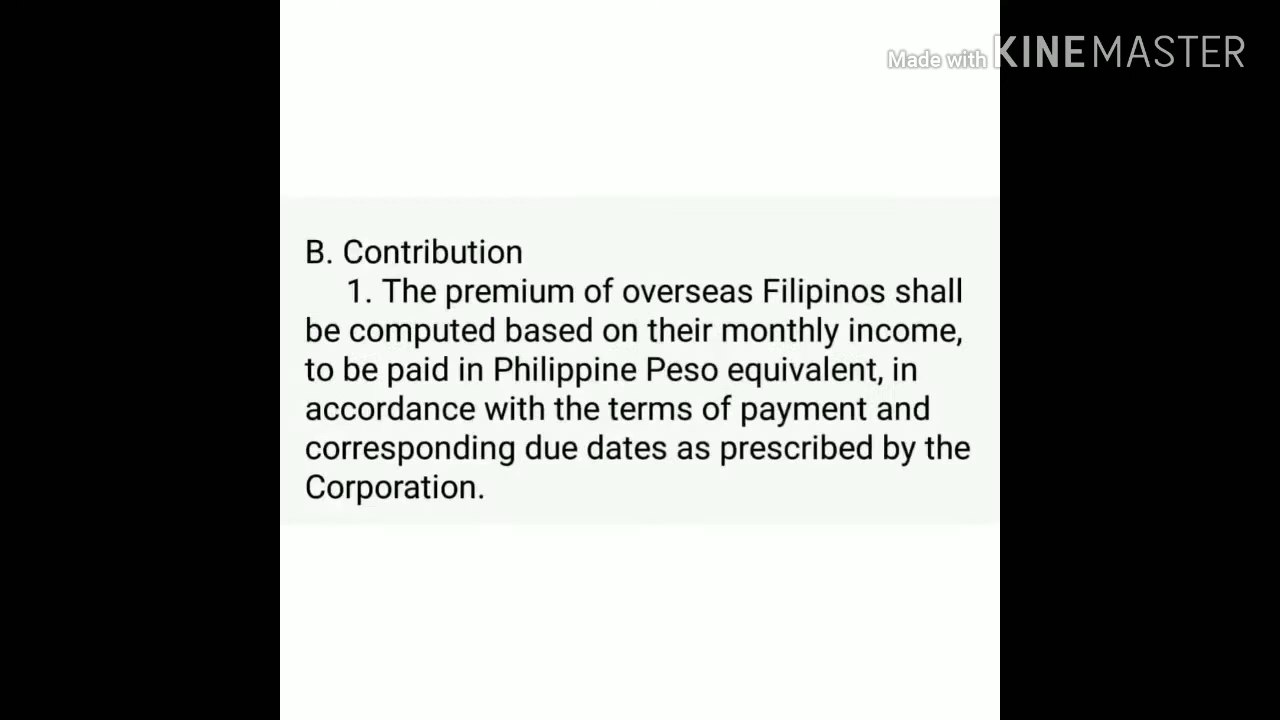 Made with KINEMASTER
B. Contribution
1. The premium of overseas Filipinos shall
be computed based on their monthly income,
to be paid in Philippine Peso equivalent, in
accordance with the terms of payment and
corresponding due dates as prescribed by the
Corporation.